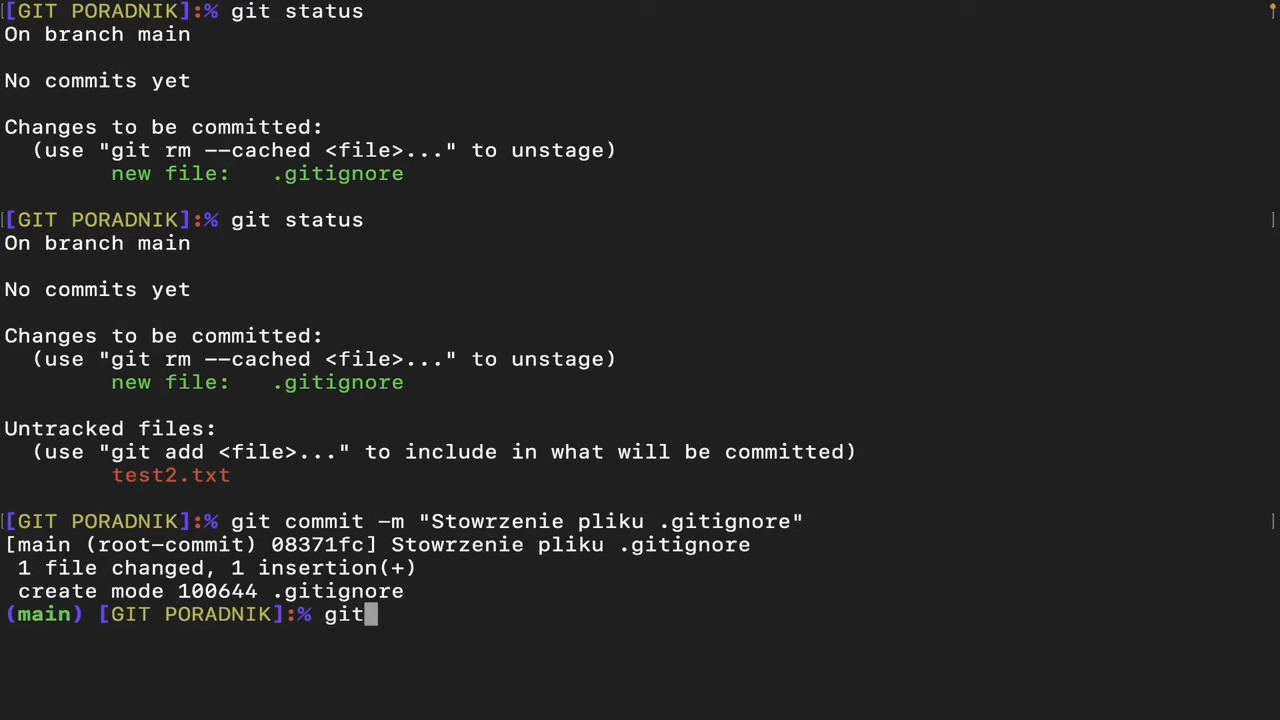 [GIT PORADNIK]:% git status
On branch main
No commits yet
Changes to be committed:
(use "git rm --cached <file>..." to unstage)
new file: .gitignore
[GIT PORADNIK]:% git status
On branch main
No commits yet
Changes to be committed:
(use "git rm --cached <file>..." to unstage)
new file: .gitignore
Untracked files:
(use "git add <file>..." to include in what will be committed)
test2.txt
[GIT PORADNIK]:% git commit -m "Stowrzenie pliku .gitignore"
[main (root-commit) 08371fc] Stowrzenie pliku .gitignore
1 file changed, 1 insertion(+)
create mode 100644 .gitignore
(main) [GIT PORADNIK]:% git